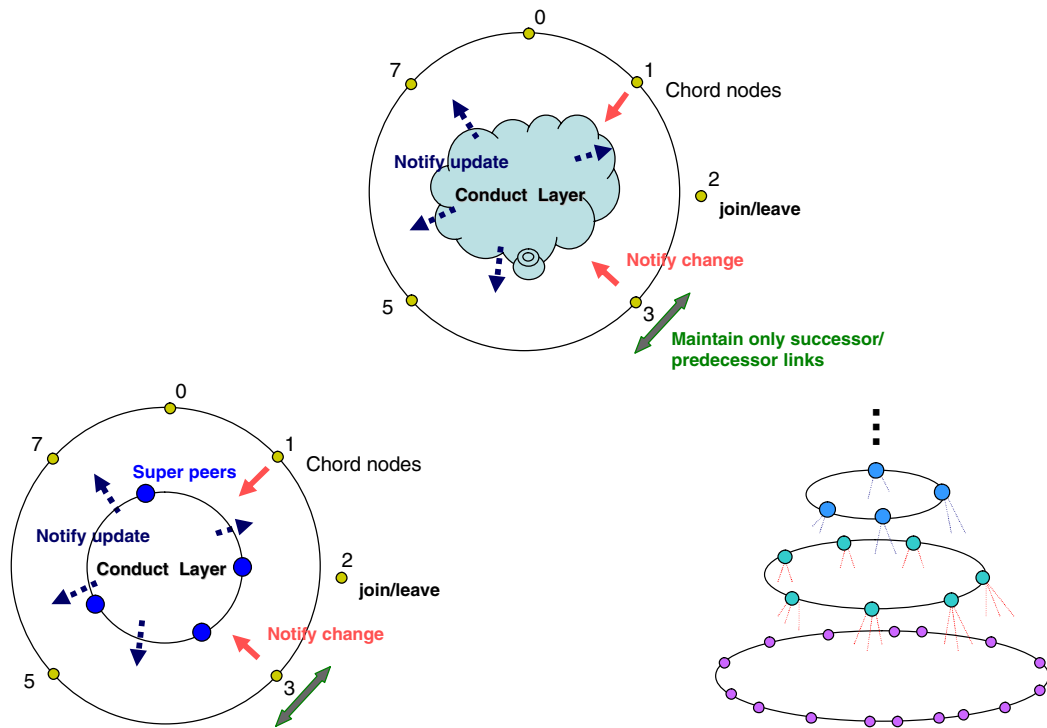 0
7
1
Chord nodes
Notify update
2
Conduct Layer
join/leave
Notify change
5
3
Maintain only successor/
predecessor links
0
7
1
Super peers
Chord nodes
Notify update
2
Conduct Layer
join/leave
Notify change
5
3